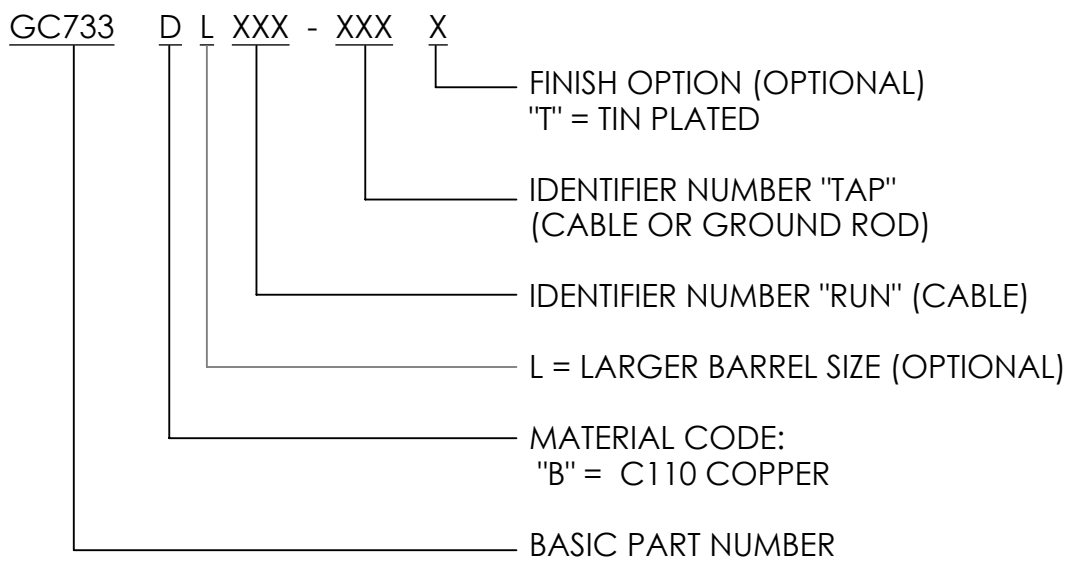 GC733 D L XXX - XXX X
FINISH OPTION (OPTIONAL)
"T" = TIN PLATED
IDENTIFIER NUMBER "TAP"
(CABLE OR GROUND ROD)
IDENTIFIER NUMBER "RUN" (CABLE)
L = LARGER BARREL SIZE (OPTIONAL)
MATERIAL CODE:
"B" = C110 COPPER
BASIC PART NUMBER